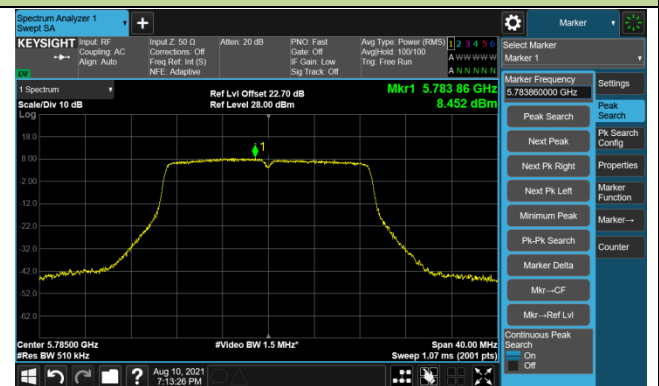 Spectrum Analyzer 1
Swept SA
Marker
KEYSIGHT
Input: RF
Coupling: AC
Align: Auto
Input Z: 50 Ω
Corrections: Off
Freq Ref: Int (S)
NFE: Adaptive
Atten: 20 dB
PNO: Fast
Gate: Off
IF Gain: Low
Sig Track: Off
Avg Type: Power (RMS)
Avg|Hold: 100/100
Trig: Free Run
1 2 3 4 5 6
A W W W W W
A N N N N N
LXI
Select Marker
Marker 1
1 Spectrum
Scale/Div 10 dB
Log
Ref Lvl Offset 22.70 dB
Ref Level 28.00 dBm
Mkr1 5.783 86 GHz
8.452 dBm
18.0
8.00
-2.00
-12.0
-22.0
-32.0
-42.0
-52.0
-62.0
1
Center 5.78500 GHz
#Res BW 510 kHz
#Video BW 1.5 MHz*
Span 40.00 MHz
Sweep 1.07 ms (2001 pts)
Marker Frequency
5.783860000 GHz
Peak Search
Next Peak
Next Pk Right
Next Pk Left
Minimum Peak
Pk-Pk Search
Marker Delta
Mkr→CF
Mkr→Ref Lvl
Continuous Peak
Search
On
Off
Settings
Peak
Search
Pk Search
Config
Properties
Marker
Function
Marker→
Counter
?
Aug 10, 2021
7:13:26 PM